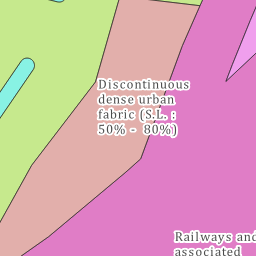 Discontinuous
dense urban
fabric (S.L. :
50% - 80%)
Railways and
associated